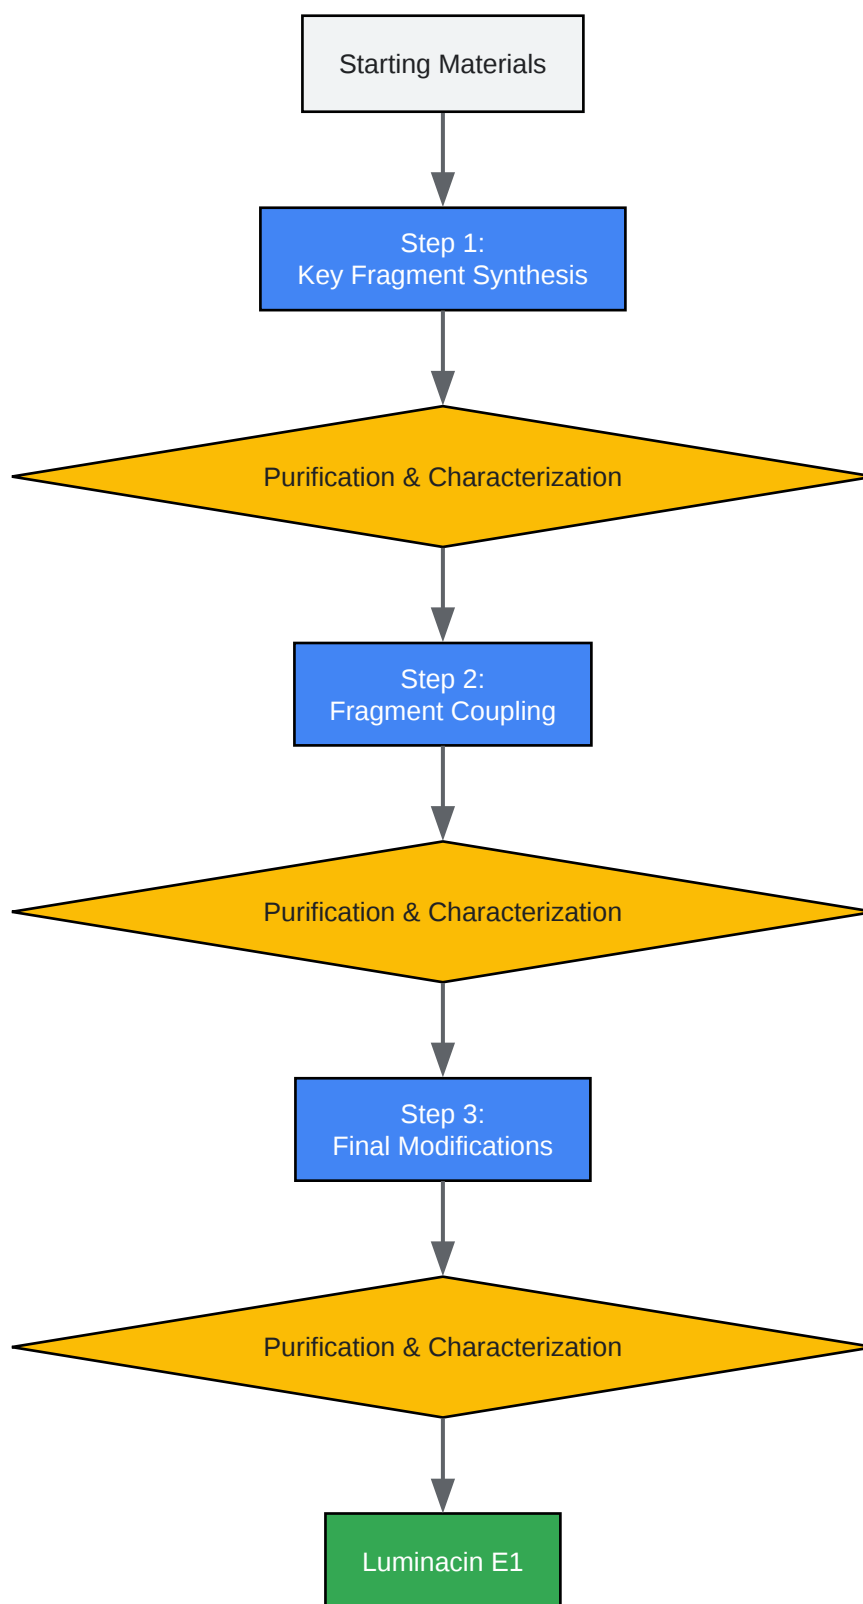 Starting Materials
Step 1:
Key Fragment Synthesis
Purification & Characterization
Step 2:
Fragment Coupling
Purification & Characterization
Step 3:
Final Modifications
Purification & Characterization
Luminacin E1